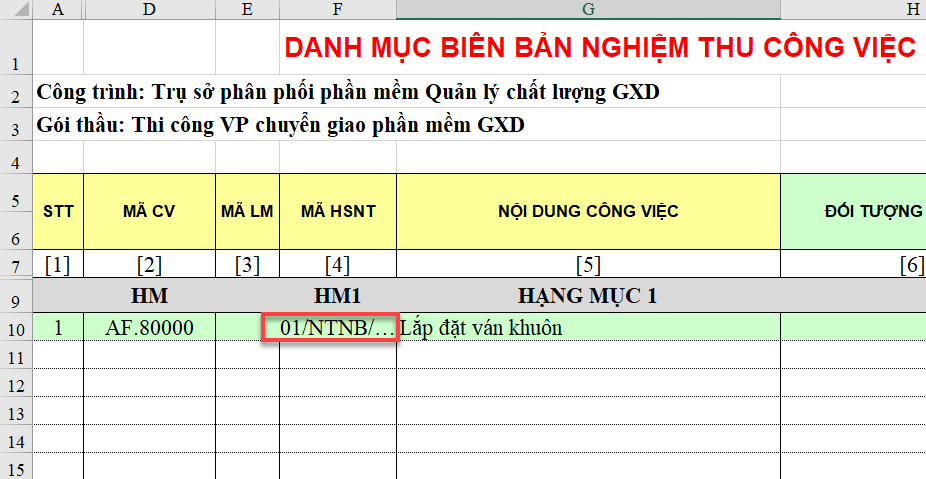 A D E F G H
1 DANH MỤC BIÊN BẢN NGHIỆM THU CÔNG VIỆC
2 Công trình: Trụ sở phân phối phần mềm Quản lý chất lượng GXD
3 Gói thầu: Thi công VP chuyển giao phần mềm GXD
4
5 STT MÃ CV MÃ LM MÃ HSNT NỘI DUNG CÔNG VIỆC ĐỐI TƯỢNG
6
7 [1] [2] [3] [4] [5] [6]
9 HM HM1 HẠNG MỤC 1
10 1 AF.80000 01/NTNB/... Lắp đặt ván khuôn
11
12
13
14
15